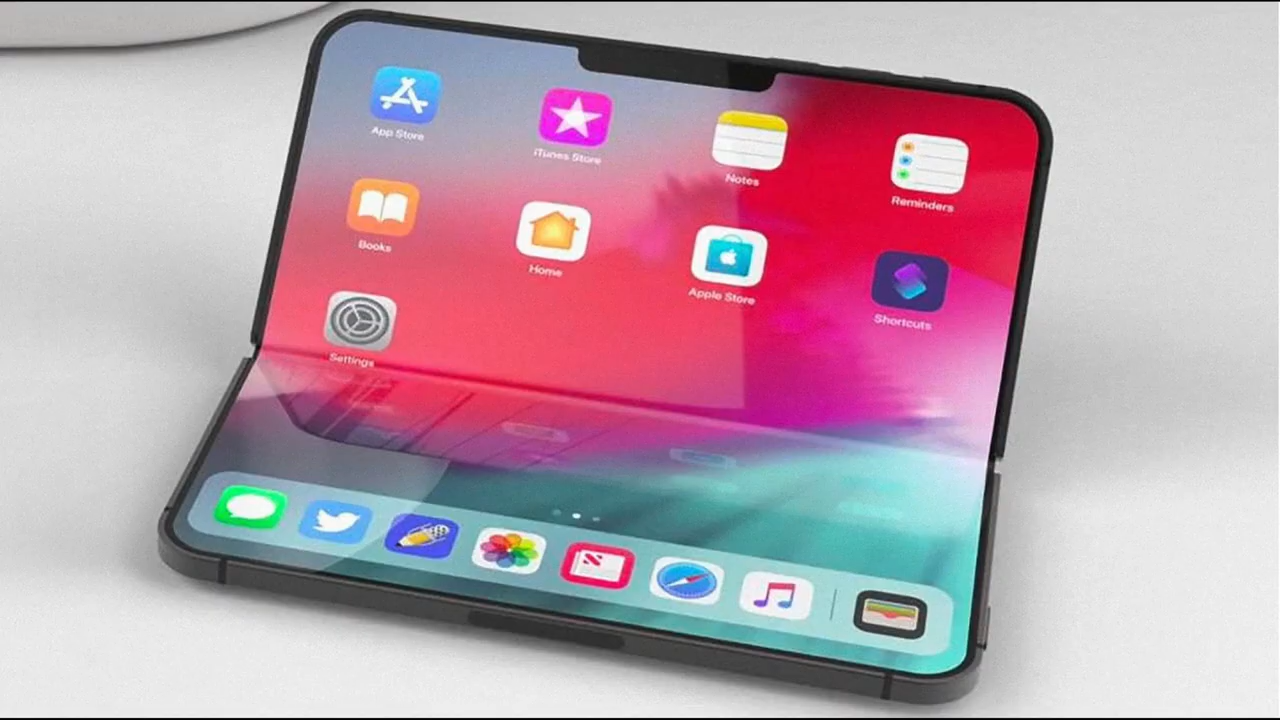 App Store
iTunes Store
Notes
Reminders
Books
Home
Apple Store
Shortcuts
Settings